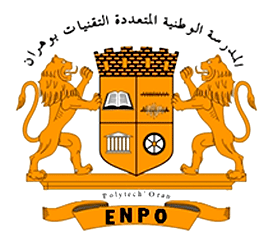 المدرسة الوطنية المتعددة التقنيات بوهران
Polytech' Oran
ENPO